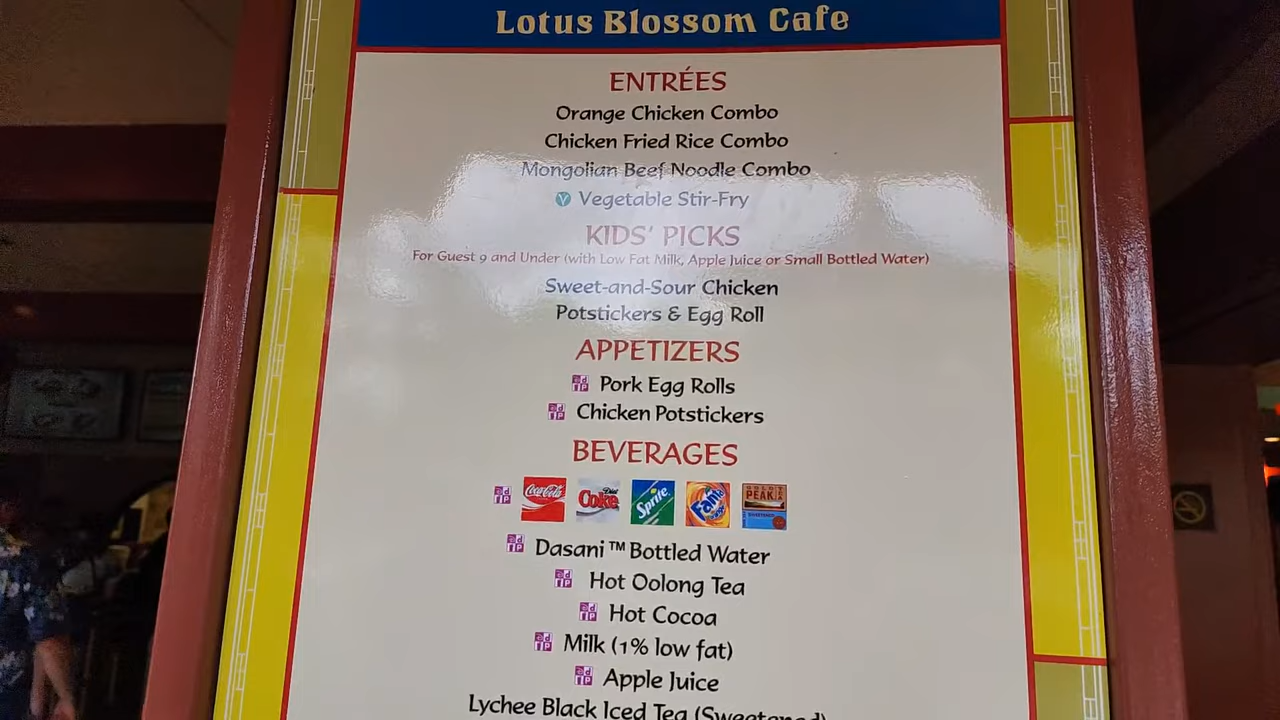 Lotus Blossom Cafe
ENTRÉES
Orange Chicken Combo
Chicken Fried Rice Combo
Mongolian Beef Noodle Combo
V Vegetable Stir-Fry
KIDS' PICKS
For Guest 9 and Under (with Low Fat Milk, Apple Juice or Small Bottled Water)
Sweet-and-Sour Chicken
Potstickers & Egg Roll
APPETIZERS
Pork Egg Rolls
Chicken Potstickers
BEVERAGES
Coca-Cola Diet Coke Sprite Fanta GOLD PEAK
Dasani™ Bottled Water
Hot Oolong Tea
Hot Cocoa
Milk (1% low fat)
Apple Juice
Lychee Black Iced Tea (Sweetened)